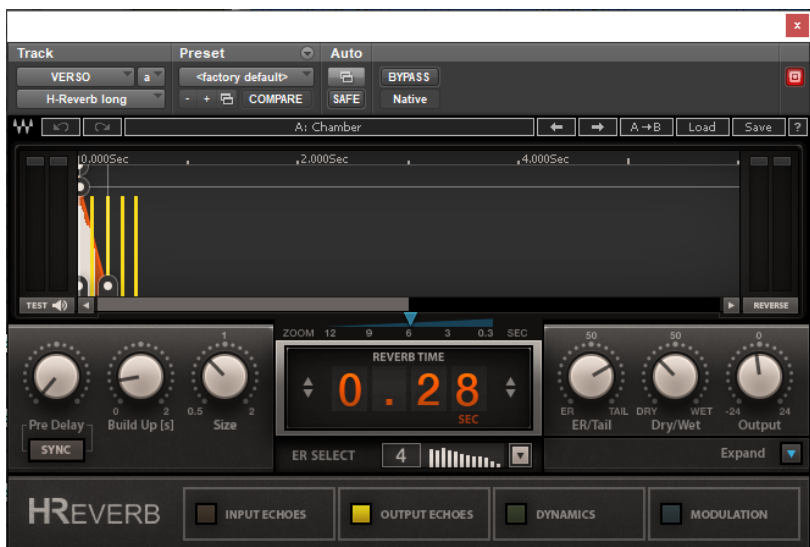 x
Track Preset Auto
VERSO a <factory default> BYPASS
H-Reverb long - + COMPARE SAFE Native
A: Chamber A→B Load Save ?
0.000Sec 2.000Sec 4.000Sec
TEST REVERSE
ZOOM 12 9 6 3 0.3 SEC
1 50 50 0
REVERB TIME
0.28
SEC
0 2 0.5 2 ER TAIL DRY WET -24 24
Pre Delay Build Up [s] Size ER/Tail Dry/Wet Output
SYNC ER SELECT 4 Expand
HREVERB INPUT ECHOES OUTPUT ECHOES DYNAMICS MODULATION